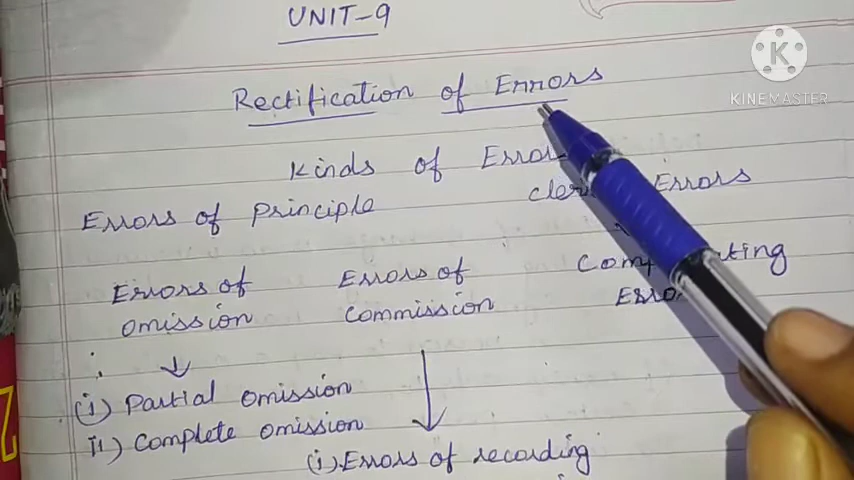 UNIT-9
KINEMASTER
Rectification of Errors
Kinds of
Errors of principle Errors
Errors of Errors of
omission Commission
(i) Partial omission
ii) Complete omission
(i). Errors of recording